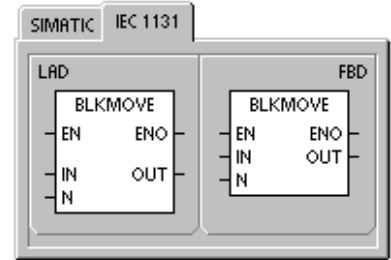 SIMATIC IEC 1131
LAD FBD
BLKMOVE BLKMOVE
EN ENO EN ENO
IN OUT IN OUT
N N